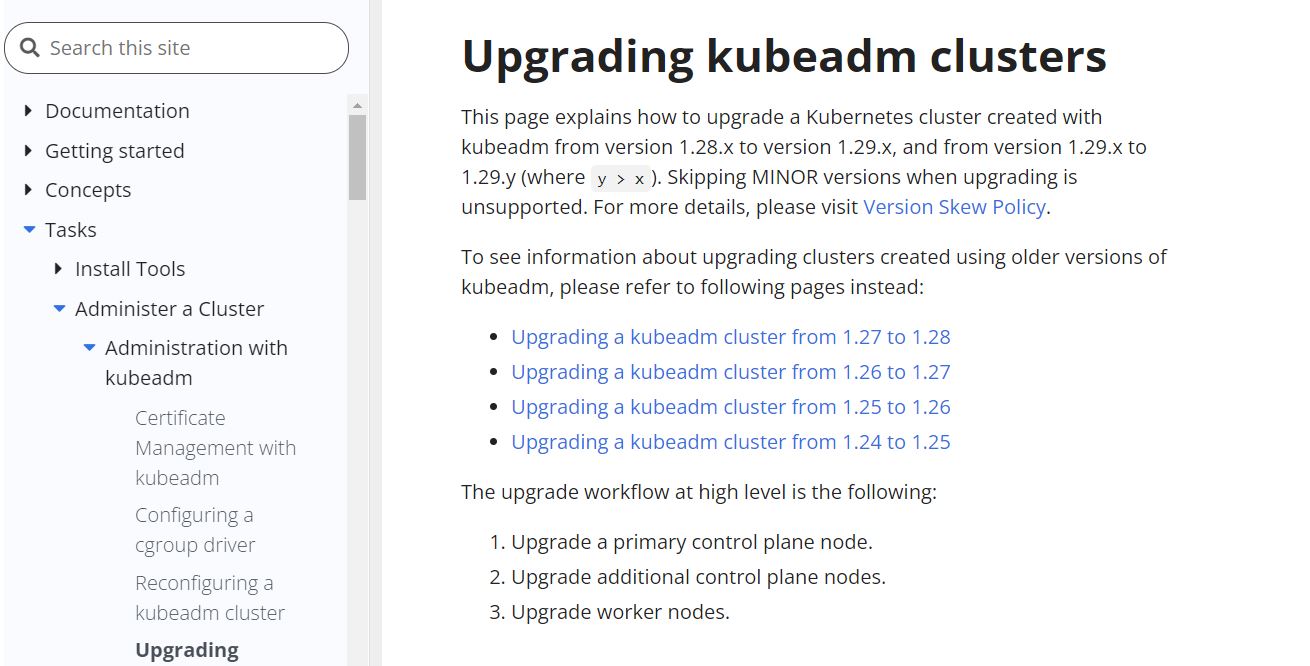 Search this site
Documentation
Getting started
Concepts
Tasks
Install Tools
Administer a Cluster
Administration with
kubeadm
Certificate
Management with
kubeadm
Configuring a
cgroup driver
Reconfiguring a
kubeadm cluster
Upgrading
Upgrading kubeadm clusters
This page explains how to upgrade a Kubernetes cluster created with
kubeadm from version 1.28.x to version 1.29.x, and from version 1.29.x to
1.29.y (where y > x ). Skipping MINOR versions when upgrading is
unsupported. For more details, please visit Version Skew Policy.
To see information about upgrading clusters created using older versions of
kubeadm, please refer to following pages instead:
• Upgrading a kubeadm cluster from 1.27 to 1.28
• Upgrading a kubeadm cluster from 1.26 to 1.27
• Upgrading a kubeadm cluster from 1.25 to 1.26
• Upgrading a kubeadm cluster from 1.24 to 1.25
The upgrade workflow at high level is the following:
1. Upgrade a primary control plane node.
2. Upgrade additional control plane nodes.
3. Upgrade worker nodes.